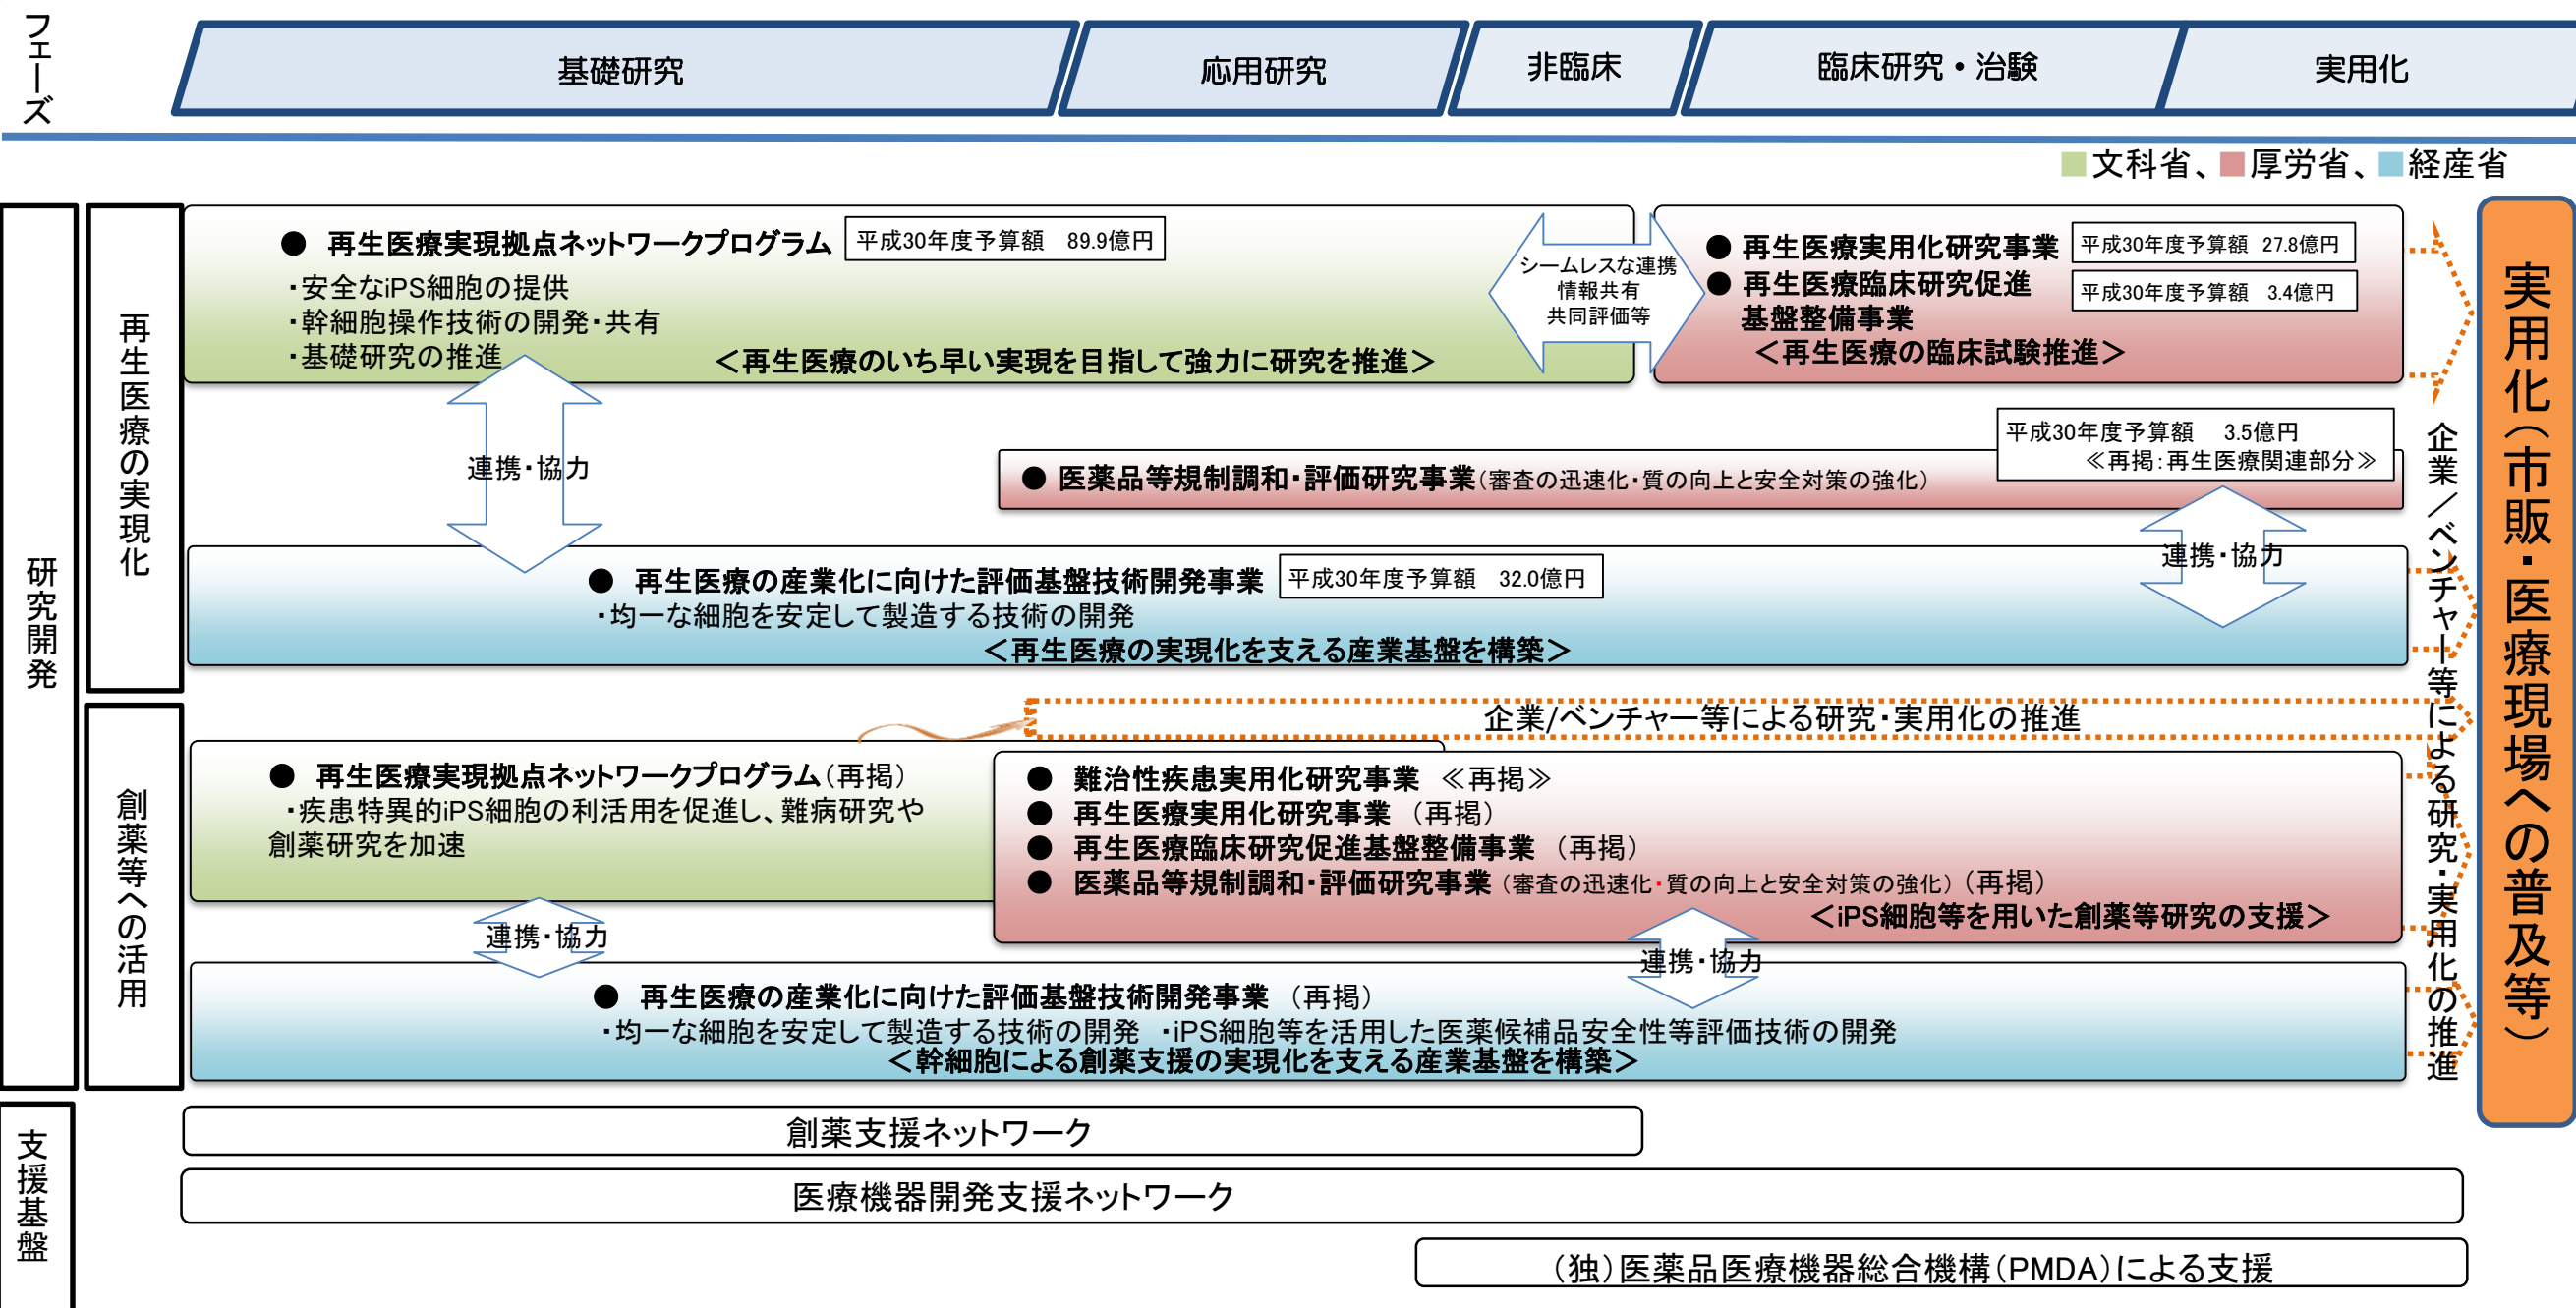 フェーズ
基礎研究
応用研究
非臨床
臨床研究・治験
実用化
文科省、厚労省、経産省
研究開発
再生医療の実現化
● 再生医療実現拠点ネットワークプログラム
平成30年度予算額 89.9億円
・安全なiPS細胞の提供
・幹細胞操作技術の開発・共有
・基礎研究の推進
＜再生医療のいち早い実現を目指して強力に研究を推進＞
シームレスな連携
情報共有
共同評価等
● 再生医療実用化研究事業
平成30年度予算額 27.8億円
● 再生医療臨床研究促進
基盤整備事業
平成30年度予算額 3.4億円
＜再生医療の臨床試験推進＞
連携・協力
平成30年度予算額 3.5億円
≪再掲：再生医療関連部分≫
● 医薬品等規制調和・評価研究事業（審査の迅速化・質の向上と安全対策の強化）
連携・協力
● 再生医療の産業化に向けた評価基盤技術開発事業
平成30年度予算額 32.0億円
・均一な細胞を安定して製造する技術の開発
＜再生医療の実現化を支える産業基盤を構築＞
企業/ベンチャー等による研究・実用化の推進
創薬等への活用
● 再生医療実現拠点ネットワークプログラム（再掲）
・疾患特異的iPS細胞の利活用を促進し、難病研究や
創薬研究を加速
● 難治性疾患実用化研究事業 ≪再掲≫
● 再生医療実用化研究事業（再掲）
● 再生医療臨床研究促進基盤整備事業（再掲）
● 医薬品等規制調和・評価研究事業（審査の迅速化・質の向上と安全対策の強化）（再掲）
＜iPS細胞等を用いた創薬等研究の支援＞
連携・協力
連携・協力
● 再生医療の産業化に向けた評価基盤技術開発事業（再掲）
・均一な細胞を安定して製造する技術の開発 ・iPS細胞等を活用した医薬候補品安全性等評価技術の開発
＜幹細胞による創薬支援の実現化を支える産業基盤を構築＞
企業／ベンチャー等による研究・実用化の推進
実用化（市販・医療現場への普及等）
支援基盤
創薬支援ネットワーク
医療機器開発支援ネットワーク
（独）医薬品医療機器総合機構（PMDA）による支援